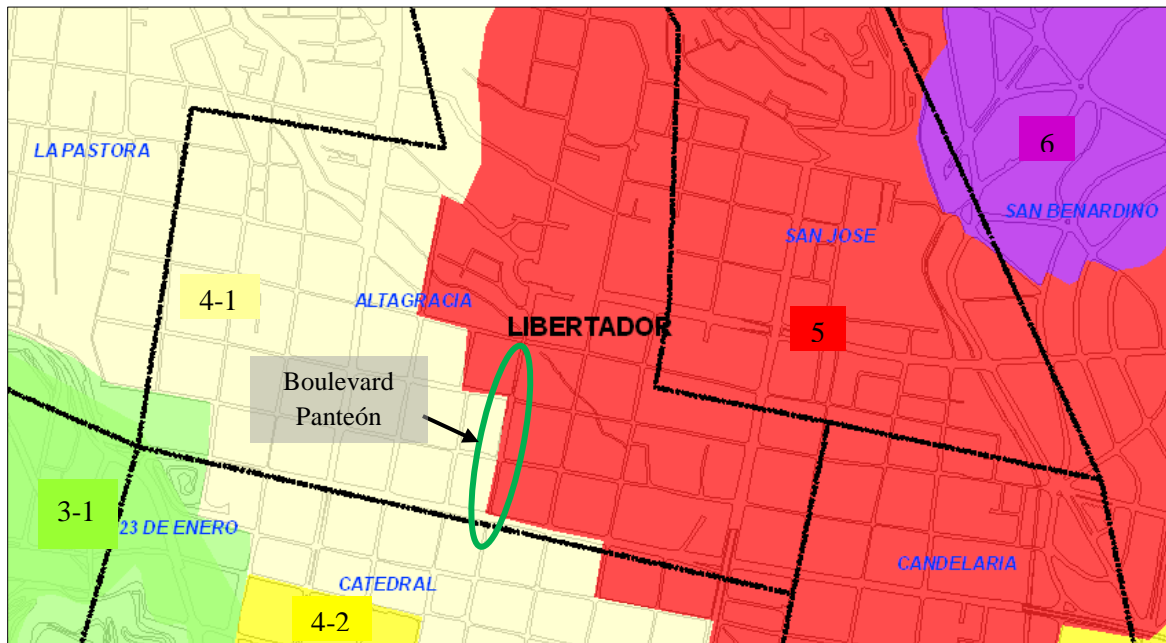 6
LA PASTORA
SAN BENARDINO
SAN JOSE
4-1
ALTAGRACIA
LIBERTADOR
5
Boulevard
Panteón
3-1
23 DE ENERO
CANDELARIA
CATEDRAL
4-2